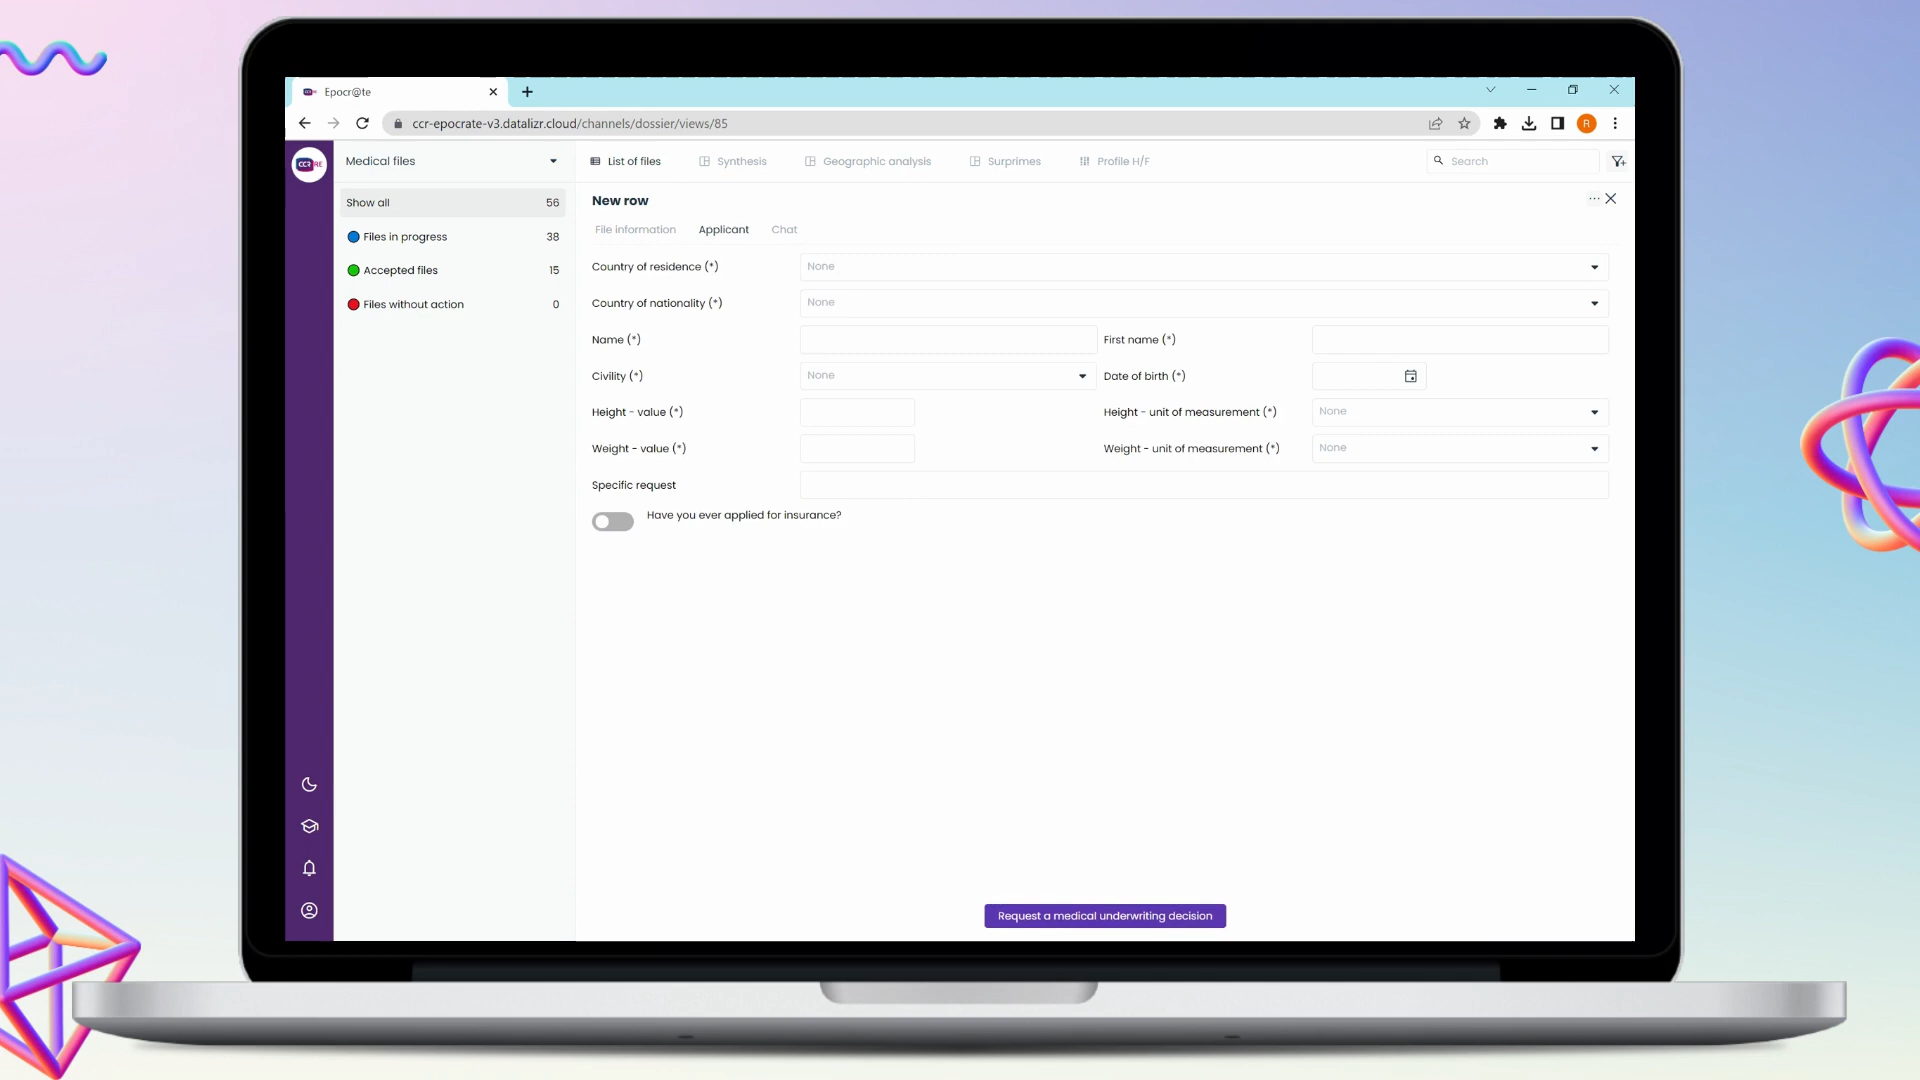 Epocr@te
ccr-epocrate-v3.datalizr.cloud/channels/dossier/views/85
R
CCR RE
Medical files
List of files
Synthesis
Geographic analysis
Surprimes
Profile H/F
Search
Show all 56
Files in progress 38
Accepted files 15
Files without action 0
New row
File information
Applicant
Chat
Country of residence (*) None
Country of nationality (*) None
Name (*) First name (*)
Civility (*) None Date of birth (*)
Height - value (*) Height - unit of measurement (*) None
Weight - value (*) Weight - unit of measurement (*) None
Specific request
Have you ever applied for insurance?
Request a medical underwriting decision